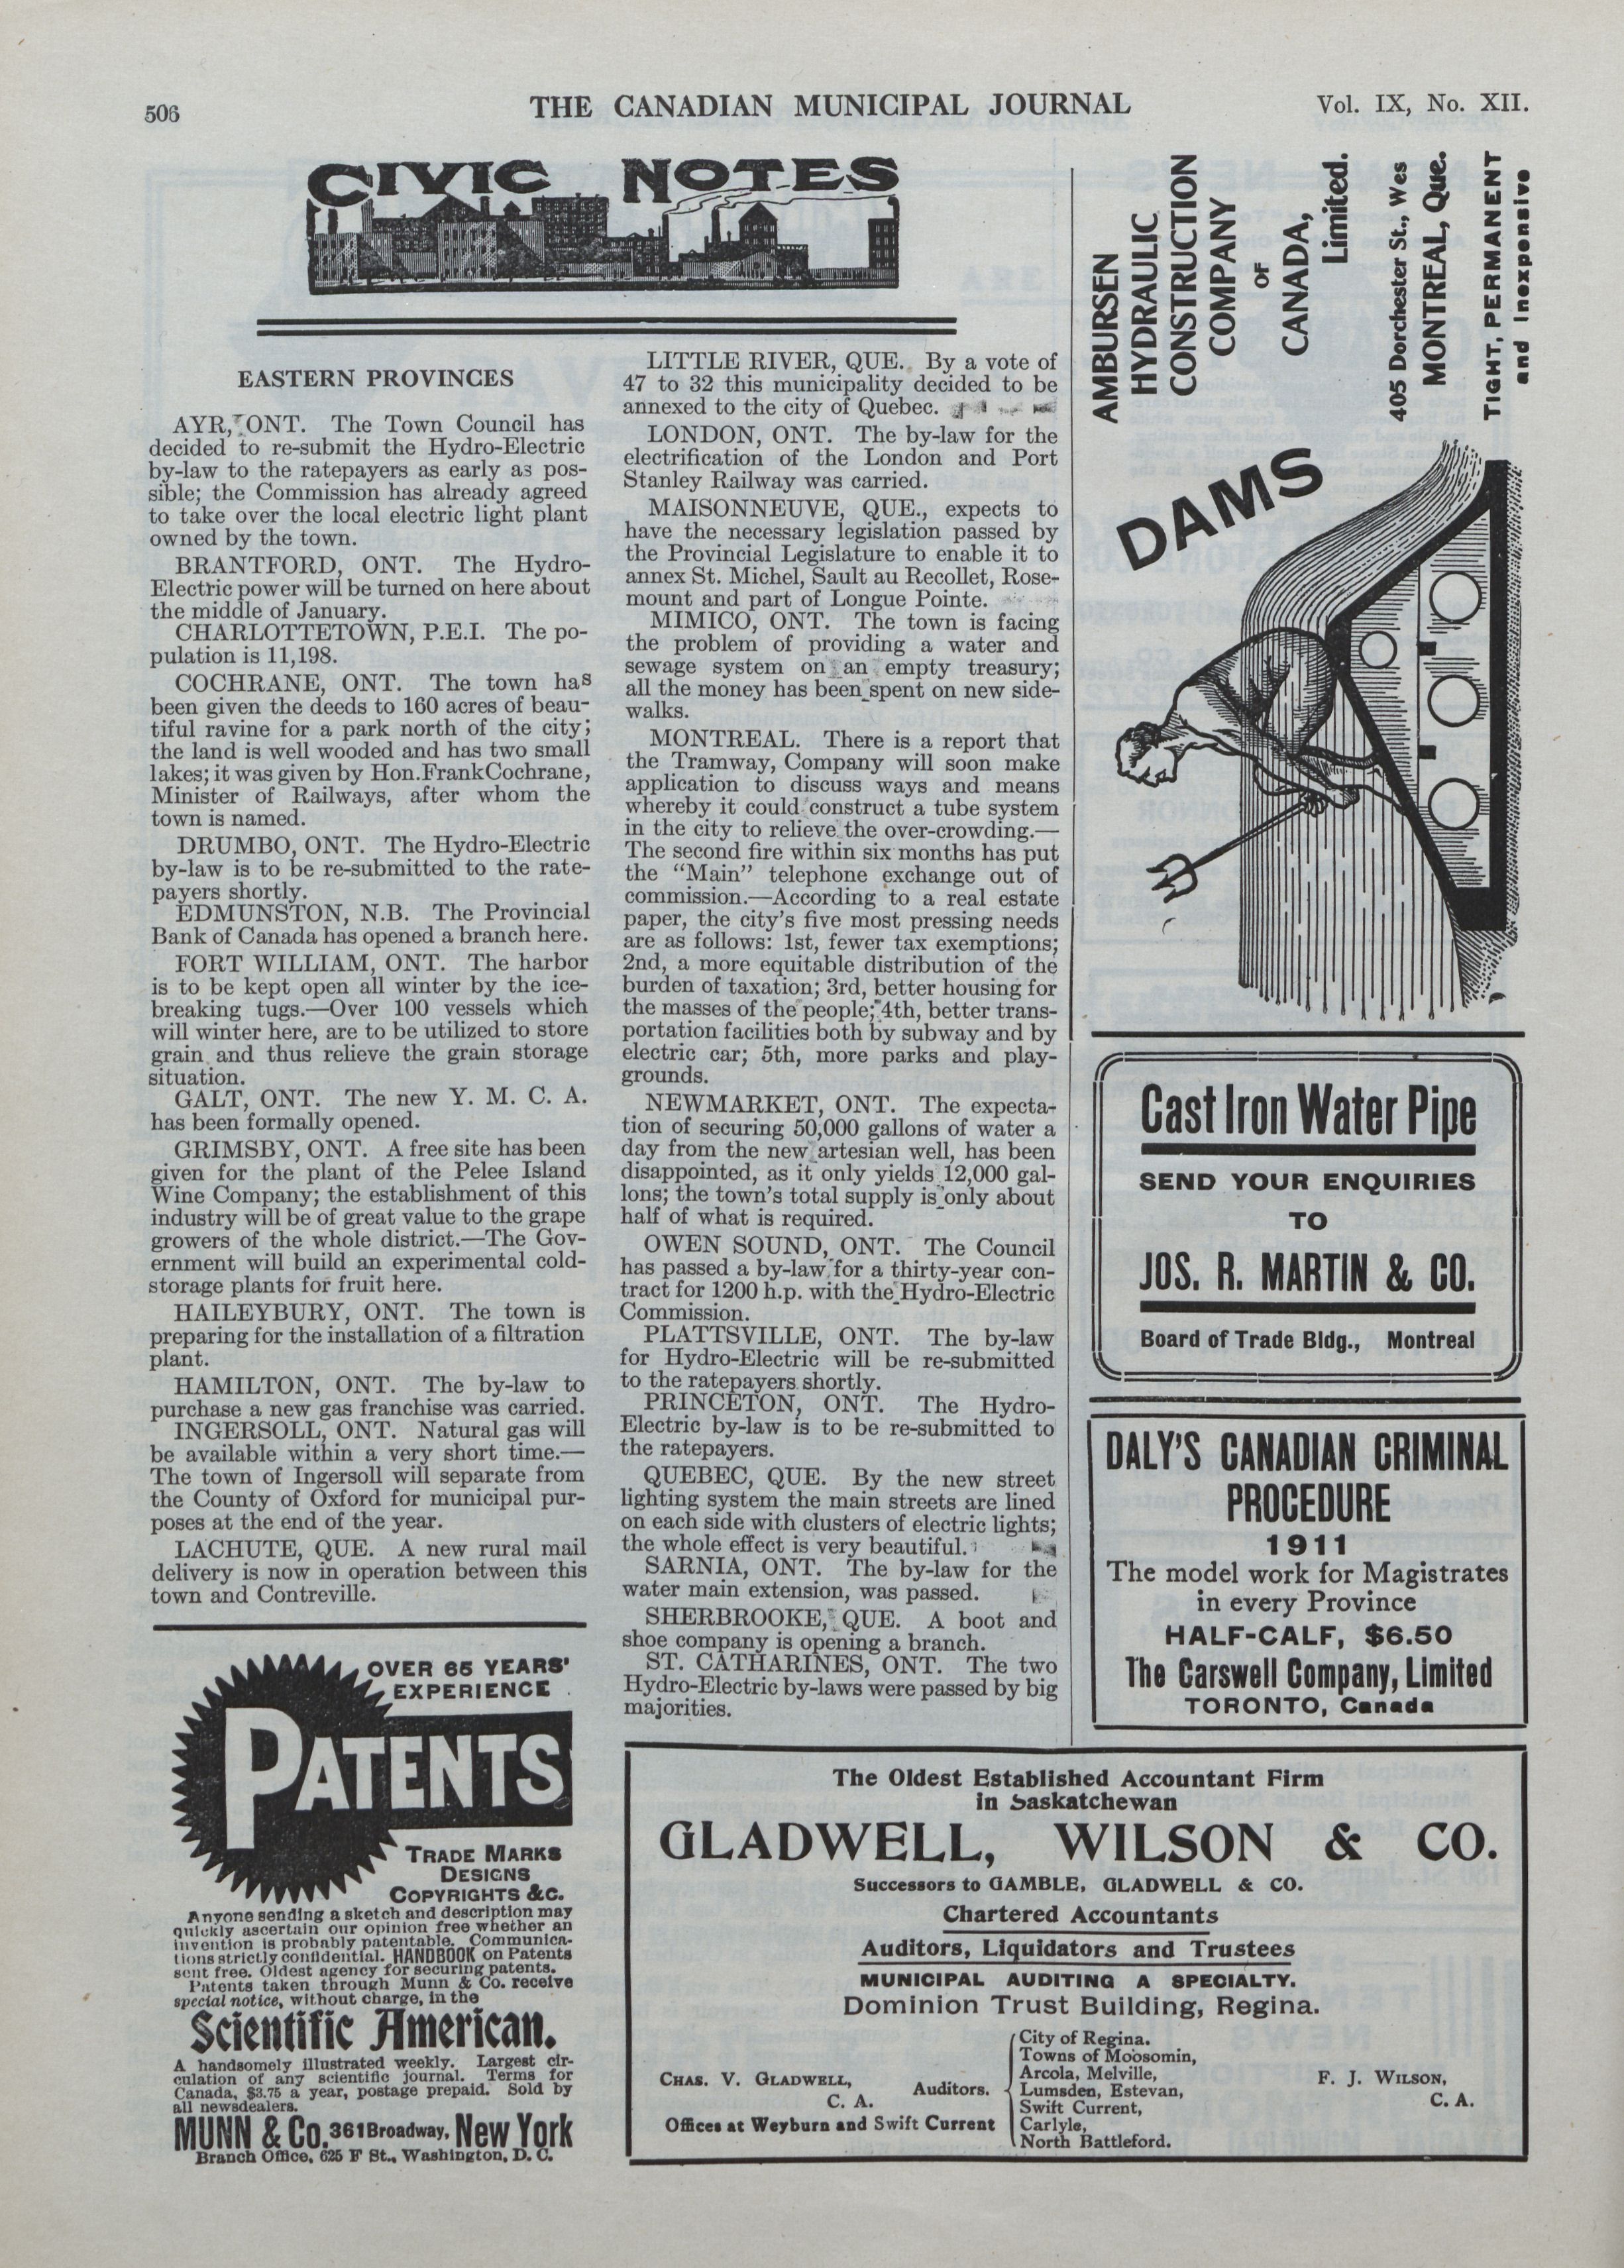 506
THE CANADIAN MUNICIPAL JOURNAL
Vol. IX, No. XII.
CIVIC NOTES
EASTERN PROVINCES
AYR, ONT. The Town Council has
decided to re-submit the Hydro-Electric
by-law to the ratepayers as early as pos-
sible; the Commission has already agreed
to take over the local electric light plant
owned by the town.
BRANTFORD, ONT. The Hydro-
Electric power will be turned on here about
the middle of January.
CHARLOTTETOWN, P.E.I. The po-
pulation is 11,198.
COCHRANE, ONT. The town has
been given the deeds to 160 acres of beau-
tiful ravine for a park north of the city;
the land is well wooded and has two small
lakes; it was given by Hon. Frank Cochrane,
Minister of Railways, after whom the
town is named.
DRUMBO, ONT. The Hydro-Electric
by-law is to be re-submitted to the rate-
payers shortly.
EDMUNSTON, N.B. The Provincial
Bank of Canada has opened a branch here.
FORT WILLIAM, ONT. The harbor
is to be kept open all winter by the ice-
breaking tugs.—Over 100 vessels which
will winter here, are to be utilized to store
grain and thus relieve the grain storage
situation.
GALT, ONT. The new Y. M. C. A.
has been formally opened.
GRIMSBY, ONT. A free site has been
given for the plant of the Pelee Island
Wine Company; the establishment of this
industry will be of great value to the grape
growers of the whole district.—The Gov-
ernment will build an experimental cold-
storage plants for fruit here.
HAILEYBURY, ONT. The town is
preparing for the installation of a filtration
plant.
HAMILTON, ONT. The by-law to
purchase a new gas franchise was carried.
INGERSOLL, ONT. Natural gas will
be available within a very short time.—
The town of Ingersoll will separate from
the County of Oxford for municipal pur-
poses at the end of the year.
LACHUTE, QUE. A new rural mail
delivery is now in operation between this
town and Contreville.
OVER 65 YEARS'
EXPERIENCE
PATENTS
TRADE MARKS
DESIGNS
COPYRIGHTS &C.
Anyone sending a sketch and description may
quickly ascertain our opinion free whether an
invention is probably patentable. Communica-
tions strictly confidential. HANDBOOK on Patents
sent free. Oldest agency for securing patents.
Patents taken through Munn & Co. receive
special notice, without charge, in the
Scientific American.
A handsomely illustrated weekly. Largest cir-
culation of any scientific journal. Terms for
Canada, $3.75 a year, postage prepaid. Sold by
all newsdealers.
MUNN & Co. 361 Broadway, New York
Branch Office, 625 F St., Washington, D. C.
LITTLE RIVER, QUE. By a vote of
47 to 32 this municipality decided to be
annexed to the city of Quebec.
LONDON, ONT. The by-law for the
electrification of the London and Port
Stanley Railway was carried.
MAISONNEUVE, QUE., expects to
have the necessary legislation passed by
the Provincial Legislature to enable it to
annex St. Michel, Sault au Recollet, Rose-
mount and part of Longue Pointe.
MIMICO, ONT. The town is facing
the problem of providing a water and
sewage system on an empty treasury;
all the money has been spent on new side-
walks.
MONTREAL. There is a report that
the Tramway, Company will soon make
application to discuss ways and means
whereby it could construct a tube system
in the city to relieve the over-crowding.—
The second fire within six months has put
the "Main" telephone exchange out of
commission.—According to a real estate
paper, the city's five most pressing needs
are as follows: 1st, fewer tax exemptions;
2nd, a more equitable distribution of the
burden of taxation; 3rd, better housing for
the masses of the people; 4th, better trans-
portation facilities both by subway and by
electric car; 5th, more parks and play-
grounds.
NEWMARKET, ONT. The expecta-
tion of securing 50,000 gallons of water a
day from the new artesian well, has been
disappointed, as it only yields 12,000 gal-
lons; the town's total supply is only about
half of what is required.
OWEN SOUND, ONT. The Council
has passed a by-law for a thirty-year con-
tract for 1200 h.p. with the Hydro-Electric
Commission.
PLATTSVILLE, ONT. The by-law
for Hydro-Electric will be re-submitted
to the ratepayers shortly.
PRINCETON, ONT. The Hydro-
Electric by-law is to be re-submitted to
the ratepayers.
QUEBEC, QUE. By the new street
lighting system the main streets are lined
on each side with clusters of electric lights;
the whole effect is very beautiful.
SARNIA, ONT. The by-law for the
water main extension, was passed.
SHERBROOKE, QUE. A boot and
shoe company is opening a branch.
ST. CATHARINES, ONT. The two
Hydro-Electric by-laws were passed by big
majorities.
AMBURSEN
HYDRAULIC
CONSTRUCTION
COMPANY
OF
CANADA,
Limited.
405 Dorchester St., Wes
MONTREAL, Que.
TIGHT, PERMANENT
and Inexpensive
DAMS
Cast Iron Water Pipe
SEND YOUR ENQUIRIES
TO
JOS. R. MARTIN & CO.
Board of Trade Bldg., Montreal
DALY'S CANADIAN CRIMINAL
PROCEDURE
1911
The model work for Magistrates
in every Province
HALF-CALF, $6.50
The Carswell Company, Limited
TORONTO, Canada
The Oldest Established Accountant Firm
in Saskatchewan
GLADWELL, WILSON & CO.
Successors to GAMBLE, GLADWELL & CO.
Chartered Accountants
Auditors, Liquidators and Trustees
MUNICIPAL AUDITING A SPECIALTY.
Dominion Trust Building, Regina.
CHAS. V. GLADWELL,
C. A.
Offices at Weyburn and Swift Current
Auditors.
City of Regina.
Towns of Moosomin,
Arcola, Melville,
Lumsden, Estevan,
Swift Current,
Carlyle,
North Battleford.
F. J. WILSON,
C. A.